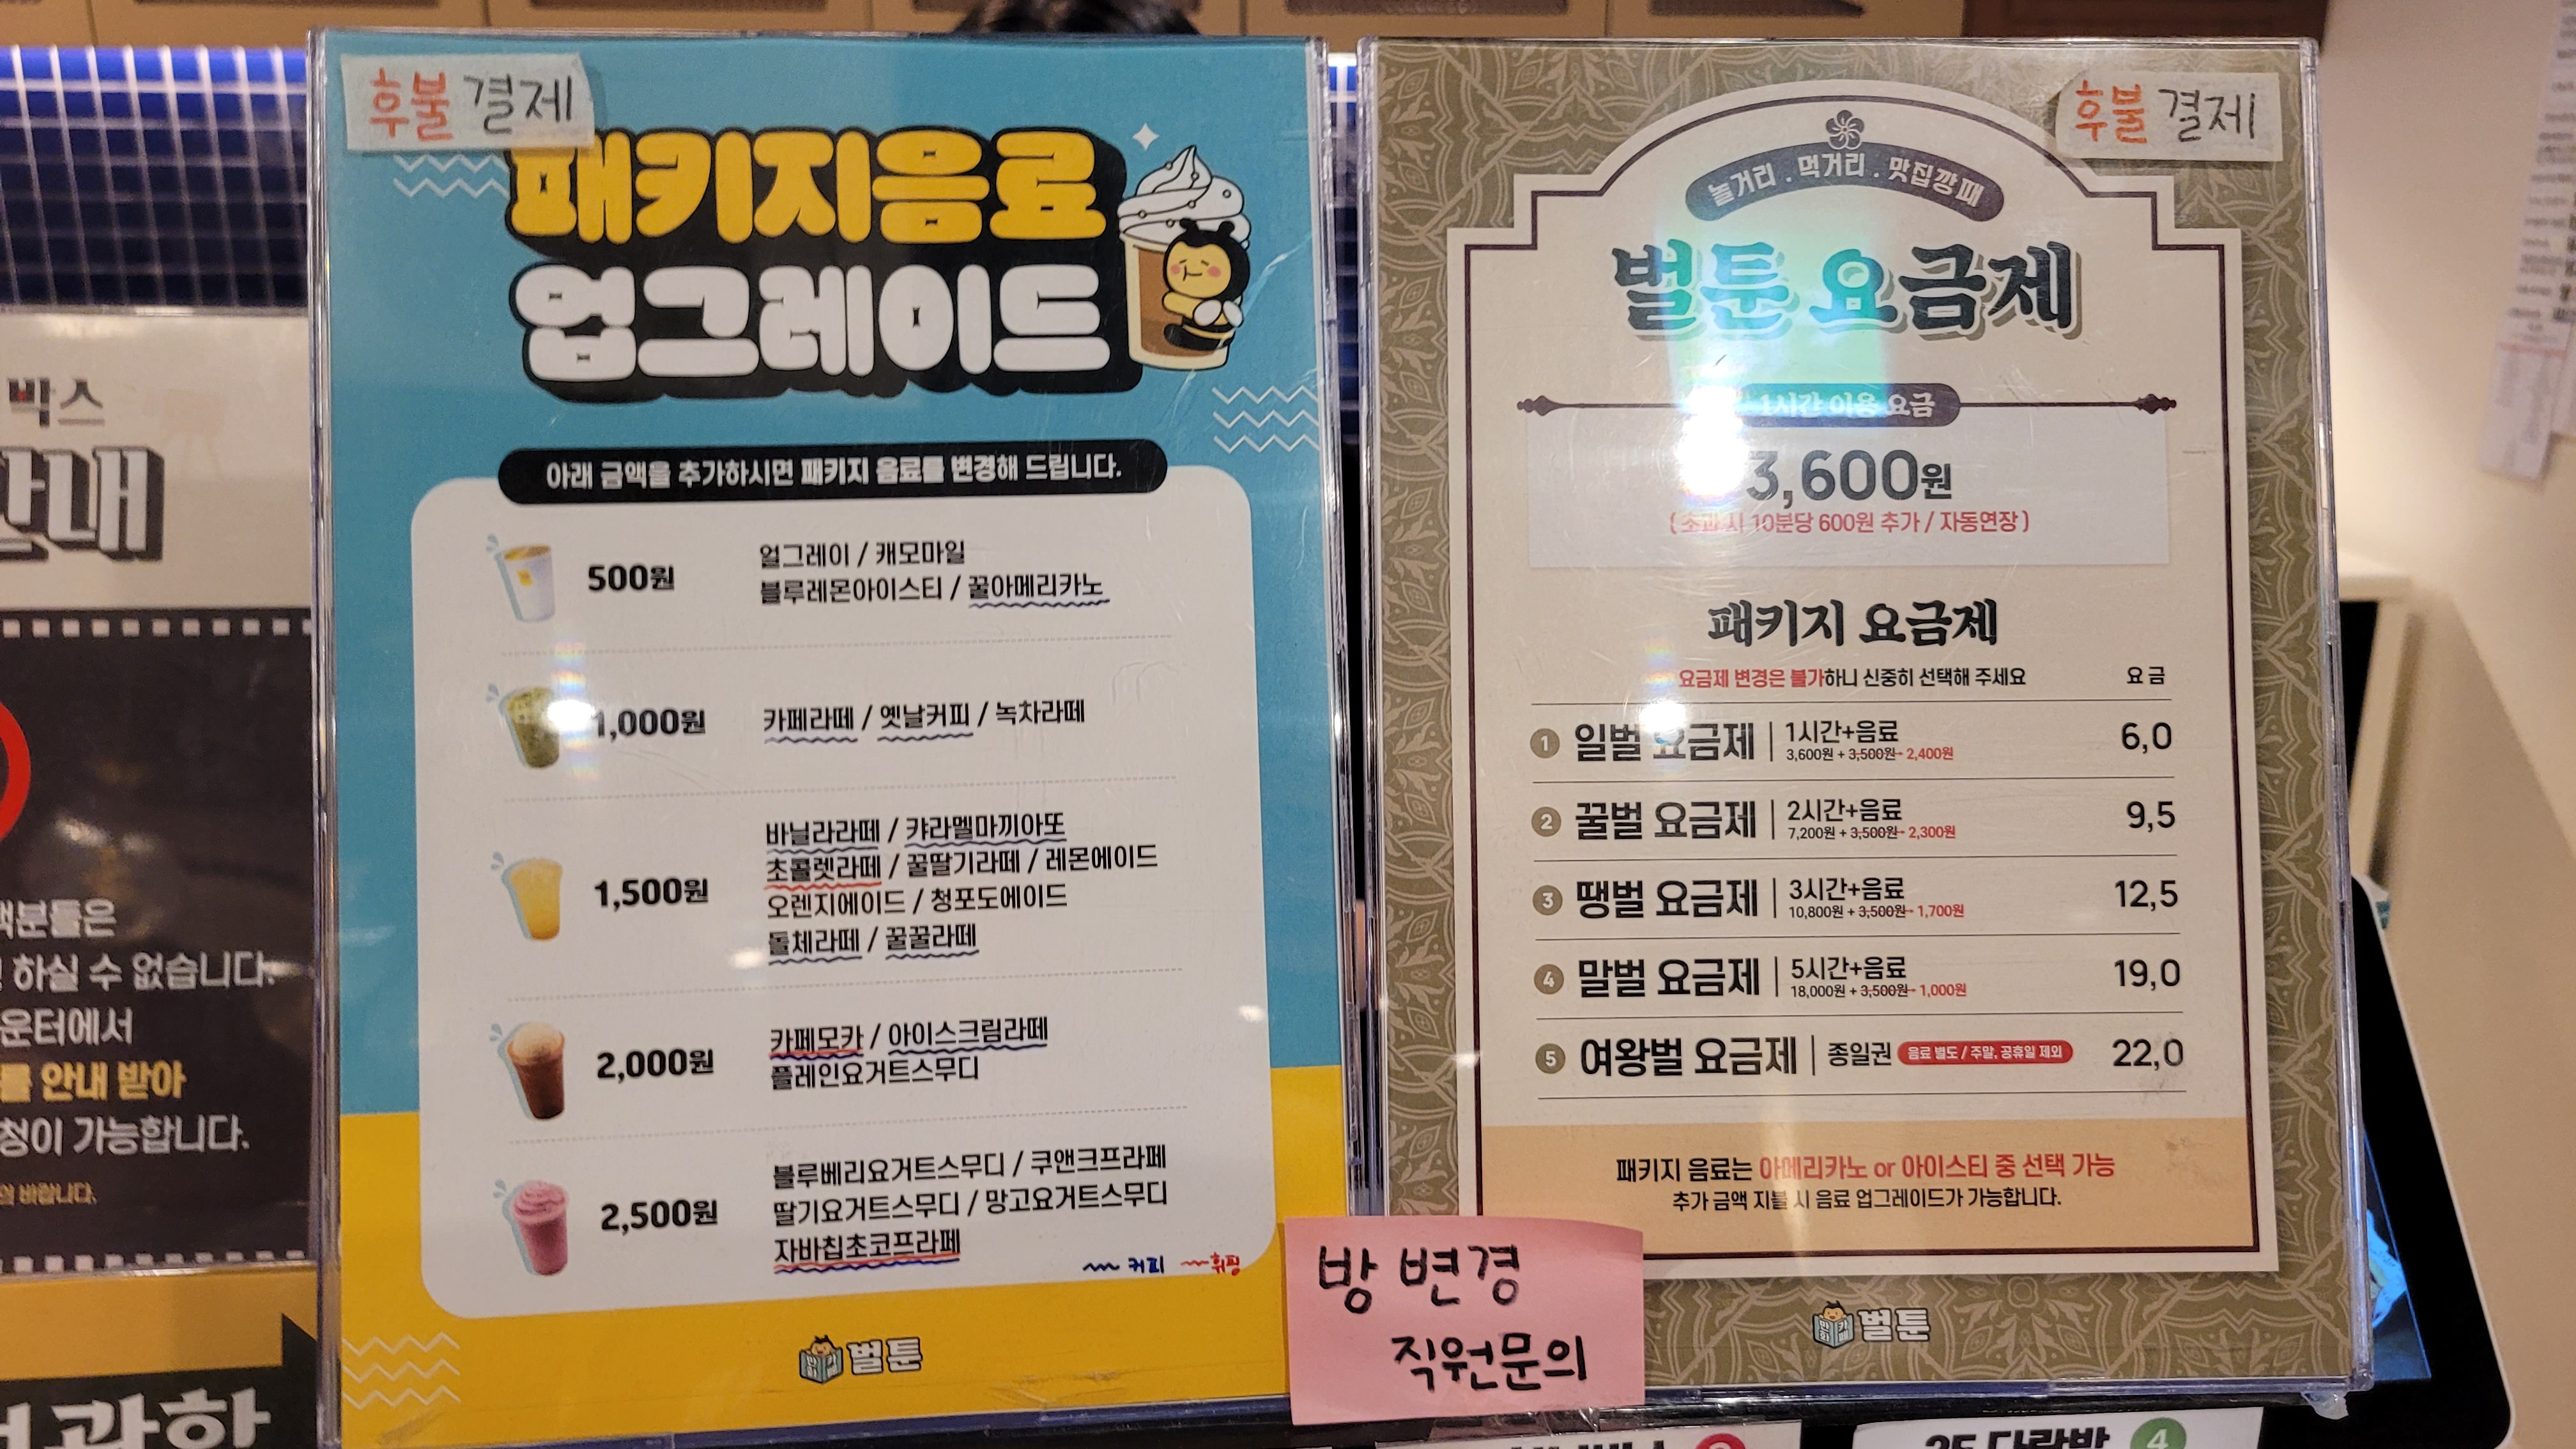 후불 결제
패키지음료
업그레이드
아래 금액을 추가하시면 패키지 음료를 변경해 드립니다.
500원
얼그레이 / 캐모마일
블루레몬아이스티 / 꿀아메리카노
1,000원
카페라떼 / 옛날커피 / 녹차라떼
1,500원
바닐라라떼 / 캬라멜마끼아또
초콜렛라떼 / 꿀딸기라떼 / 레몬에이드
오렌지에이드 / 청포도에이드
돌체라떼 / 꿀꿀라떼
2,000원
카페모카 / 아이스크림라떼
플레인요거트스무디
2,500원
블루베리요거트스무디 / 쿠앤크프라페
딸기요거트스무디 / 망고요거트스무디
자바칩초코프라페
커피 휘핑
벌툰
후불 결제
놀거리 . 먹거리 . 맛집깡패
벌툰 요금제
1시간 이용 요금
3,600원
( 초과 시 10분당 600원 추가 / 자동연장 )
패키지 요금제
요금제 변경은 불가하니 신중히 선택해 주세요 요 금
1 일벌 요금제 | 1시간+음료 6,0
3,600원 + 3,500원→ 2,400원
2 꿀벌 요금제 | 2시간+음료 9,5
7,200원 + 3,500원→ 2,300원
3 땡벌 요금제 | 3시간+음료 12,5
10,800원 + 3,500원→ 1,700원
4 말벌 요금제 | 5시간+음료 19,0
18,000원 + 3,500원→ 1,000원
5 여왕벌 요금제 | 종일권 음료 별도 / 주말, 공휴일 제외 22,0
패키지 음료는 아메리카노 or 아이스티 중 선택 가능
추가 금액 지불 시 음료 업그레이드가 가능합니다.
만화카페 벌툰
방 변경
직원문의
박스
안내
하실 수 없습니다.
운터에서
를 안내 받아
청이 가능합니다.
바랍니다.
4